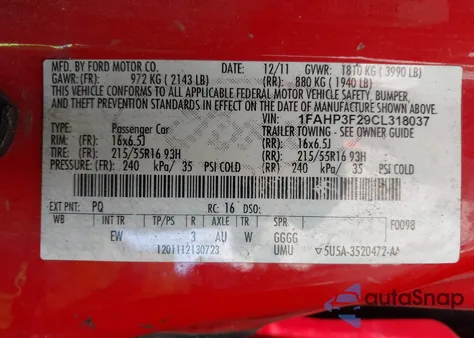 MFD. BY FORD MOTOR CO. DATE: 12/11 GVWR: 1810 KG ( 3990 LB)
GAWR: (FR): 972 KG ( 2143 LB) (RR): 880 KG ( 1940 LB)
THIS VEHICLE CONFORMS TO ALL APPLICABLE FEDERAL MOTOR VEHICLE SAFETY, BUMPER,
AND THEFT PREVENTION STANDARDS IN EFFECT ON THE DATE OF MANUFACTURE SHOWN ABOVE.
VIN: 1FAHP3F29CL318037
TYPE: Passenger Car TRAILER TOWING - SEE OWNER GUIDE
RIM: (FR): 16x6.5J (RR): 16x6.5J
TIRE: (FR): 215/55R16 93H (RR): 215/55R16 93H
PRESSURE: (FR): 240 kPa/ 35 PSI COLD (RR): 240 kPa/ 35 PSI COLD
EXT PNT: PQ RC: 16 DSO: F0098
WB INT TR TP/PS R AXLE TR SPR
EW 3 AU W GGGG
1201112130723 UMU 5U5A-3520472-AA
autoSnap